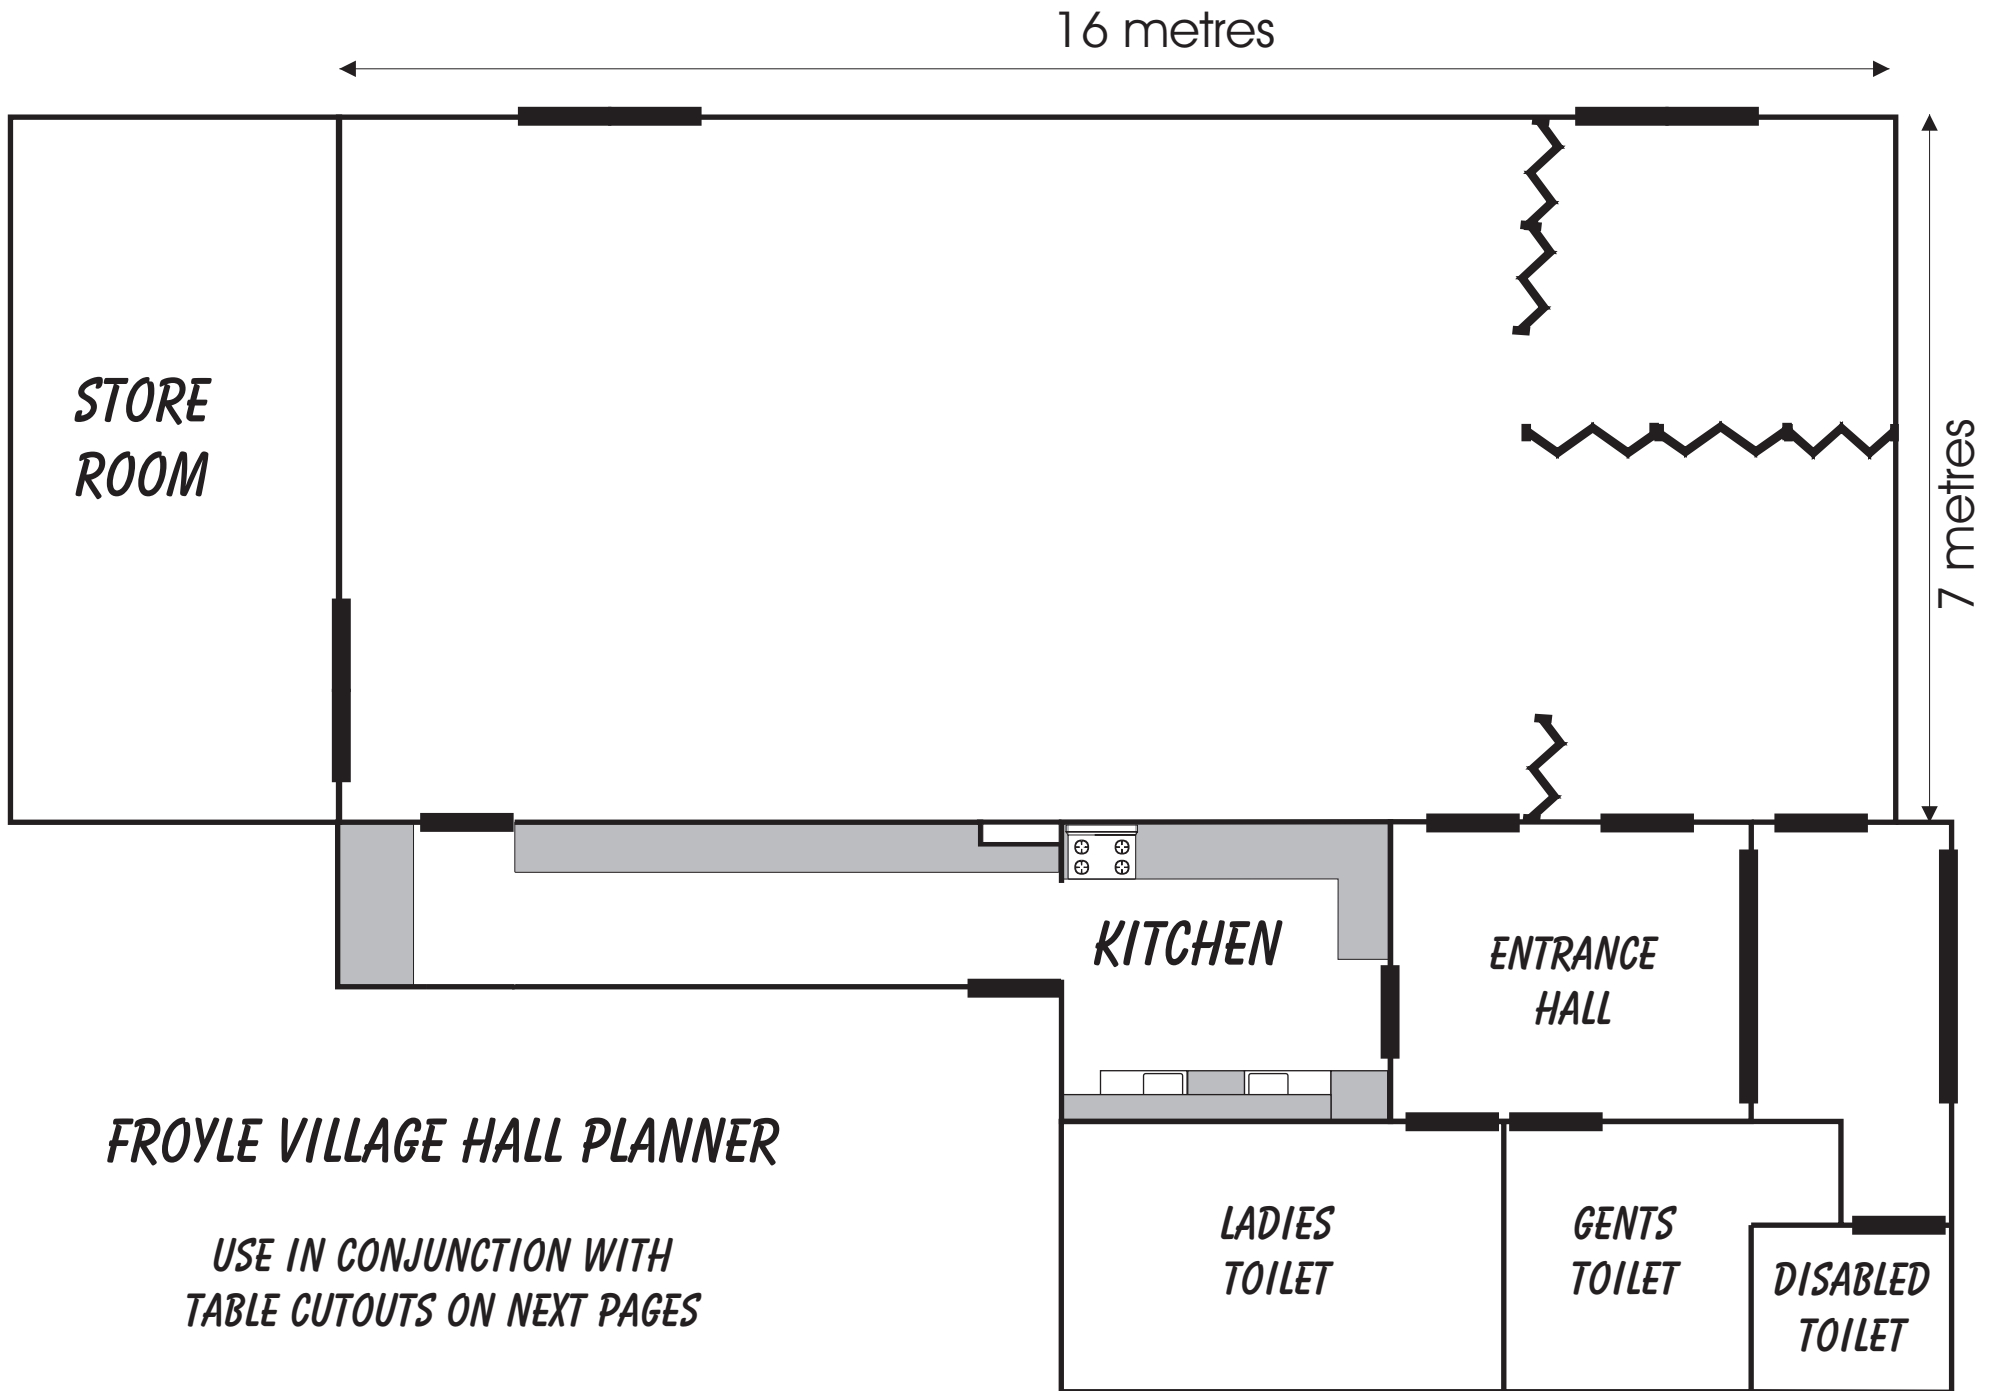 16 metres
STORE
ROOM
7 metres
KITCHEN
ENTRANCE
HALL
FROYLE VILLAGE HALL PLANNER
USE IN CONJUNCTION WITH
TABLE CUTOUTS ON NEXT PAGES
LADIES
TOILET
GENTS
TOILET
DISABLED
TOILET